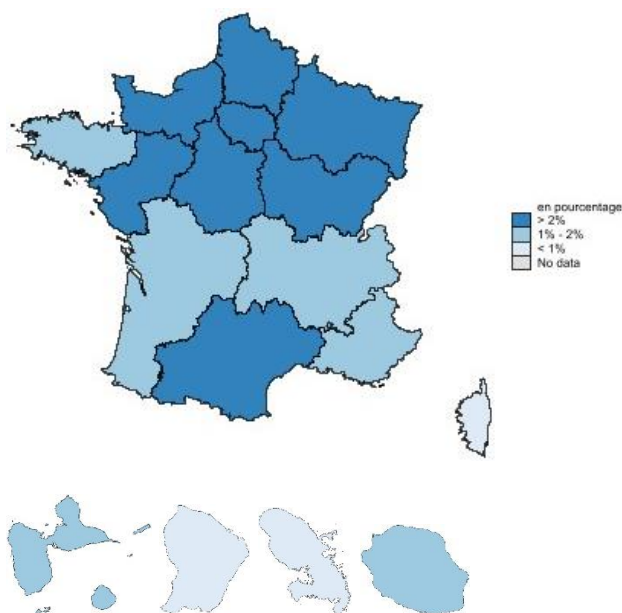 en pourcentage
> 2%
1% - 2%
< 1%
No data